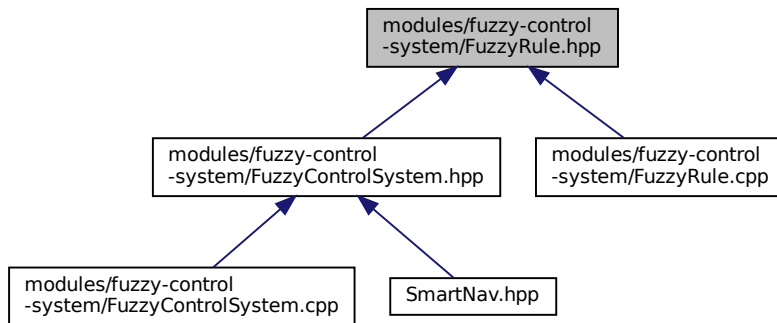 modules/fuzzy-control
-system/FuzzyRule.hpp
modules/fuzzy-control
-system/FuzzyControlSystem.hpp
modules/fuzzy-control
-system/FuzzyRule.cpp
modules/fuzzy-control
-system/FuzzyControlSystem.cpp
SmartNav.hpp